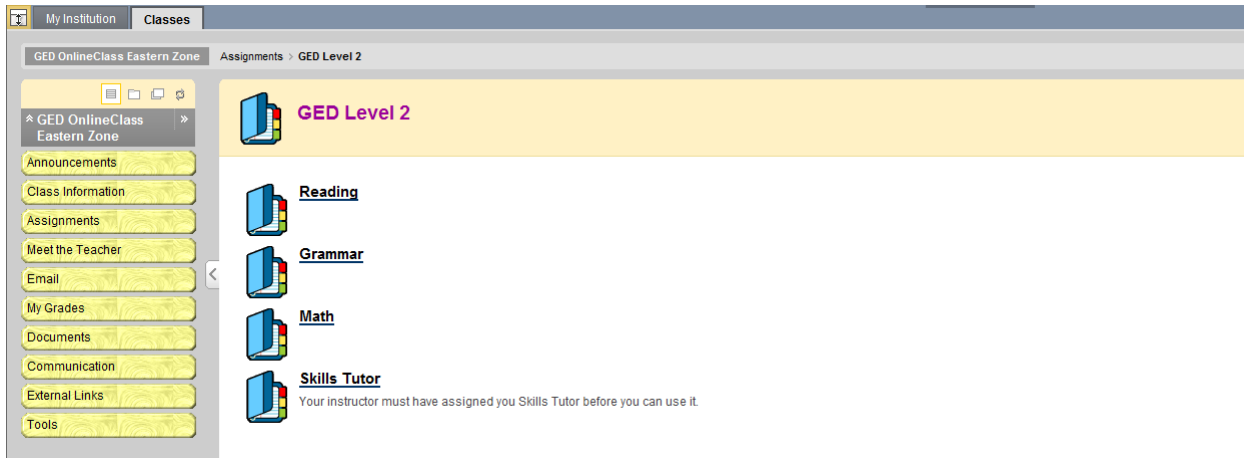 My Institution
Classes
GED OnlineClass Eastern Zone
Assignments > GED Level 2
GED OnlineClass
Eastern Zone
Announcements
Class Information
Assignments
Meet the Teacher
Email
My Grades
Documents
Communication
External Links
Tools
GED Level 2
Reading
Grammar
Math
Skills Tutor
Your instructor must have assigned you Skills Tutor before you can use it.